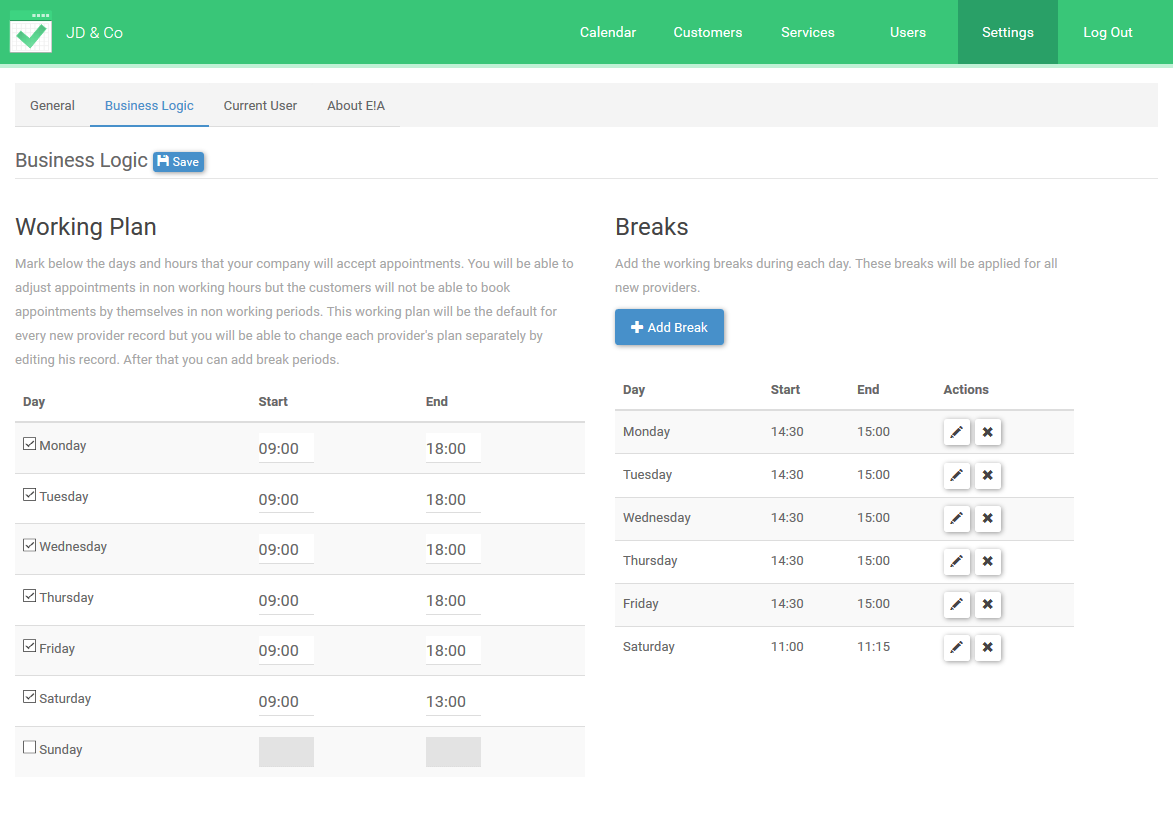 JD & Co Calendar Customers Services Users Settings Log Out
General Business Logic Current User About E!A
Business Logic Save
Working Plan
Mark below the days and hours that your company will accept appointments. You will be able to
adjust appointments in non working hours but the customers will not be able to book
appointments by themselves in non working periods. This working plan will be the default for
every new provider record but you will be able to change each provider's plan separately by
editing his record. After that you can add break periods.
Day Start End
Monday 09:00 18:00
Tuesday 09:00 18:00
Wednesday 09:00 18:00
Thursday 09:00 18:00
Friday 09:00 18:00
Saturday 09:00 13:00
Sunday
Breaks
Add the working breaks during each day. These breaks will be applied for all
new providers.
Add Break
Day Start End Actions
Monday 14:30 15:00
Tuesday 14:30 15:00
Wednesday 14:30 15:00
Thursday 14:30 15:00
Friday 14:30 15:00
Saturday 11:00 11:15